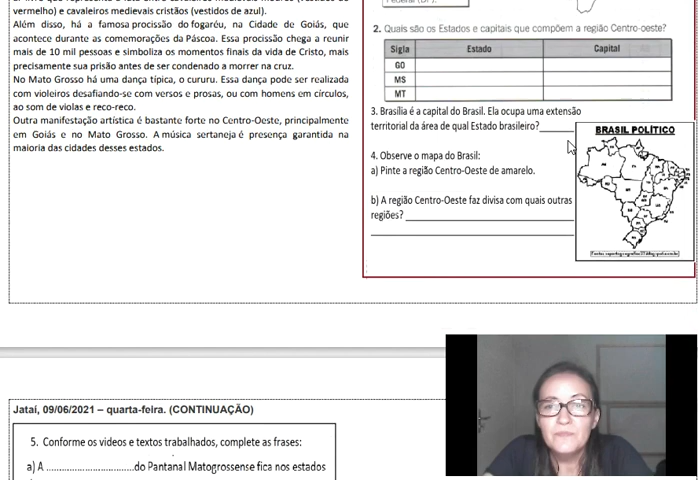 vermelho) e cavaleiros medievais cristãos (vestidos de azul).
Além disso, há a famosa procissão do fogaréu, na Cidade de Goiás, que
acontece durante as comemorações da Páscoa. Essa procissão chega a reunir
mais de 10 mil pessoas e simboliza os momentos finais da vida de Cristo, mais
precisamente sua prisão antes de ser condenado a morrer na cruz.
No Mato Grosso há uma dança típica, o cururu. Essa dança pode ser realizada
com violeiros desafiando-se com versos e prosas, ou com homens em círculos,
ao som de violas e reco-reco.
Outra manifestação artística é bastante forte no Centro-Oeste, principalmente
em Goiás e no Mato Grosso. A música sertaneja é presença garantida na
maioria das cidades desses estados.
2. Quais são os Estados e capitais que compõem a região Centro-oeste?
Sigla Estado Capital
GO
MS
MT
3. Brasília é a capital do Brasil. Ela ocupa uma extensão
territorial da área de qual Estado brasileiro?_______
BRASIL POLÍTICO
4. Observe o mapa do Brasil:
a) Pinte a região Centro-Oeste de amarelo.
b) A região Centro-Oeste faz divisa com quais outras
regiões?
Jataí, 09/06/2021 – quarta-feira. (CONTINUAÇÃO)
5. Conforme os videos e textos trabalhados, complete as frases:
a) A ................................do Pantanal Matogrossense fica nos estados